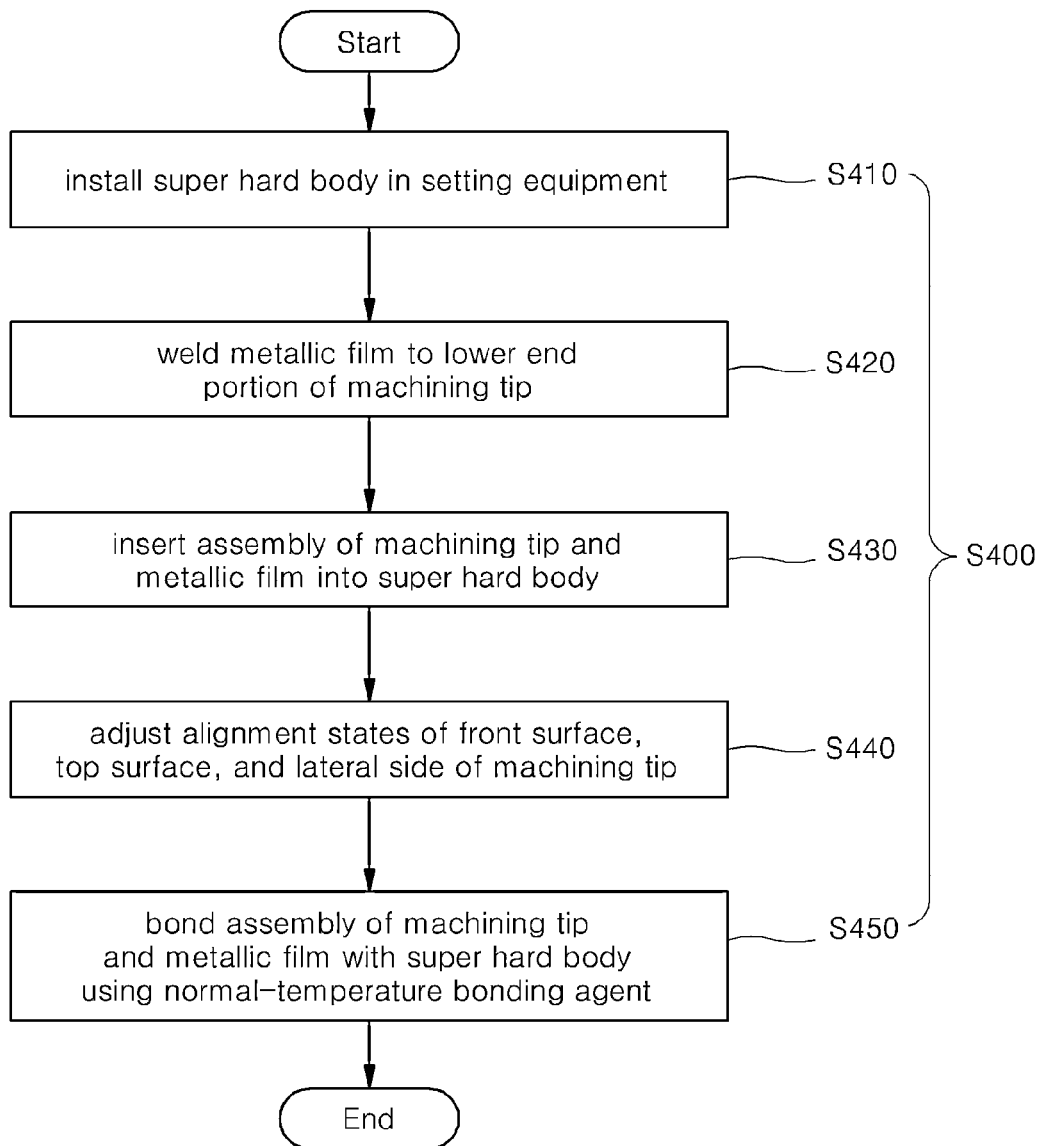 Start
install super hard body in setting equipment
S410
weld metallic film to lower end
portion of machining tip
S420
insert assembly of machining tip and
metallic film into super hard body
S430
S400
adjust alignment states of front surface,
top surface, and lateral side of machining tip
S440
bond assembly of machining tip
and metallic film with super hard body
using normal-temperature bonding agent
S450
End